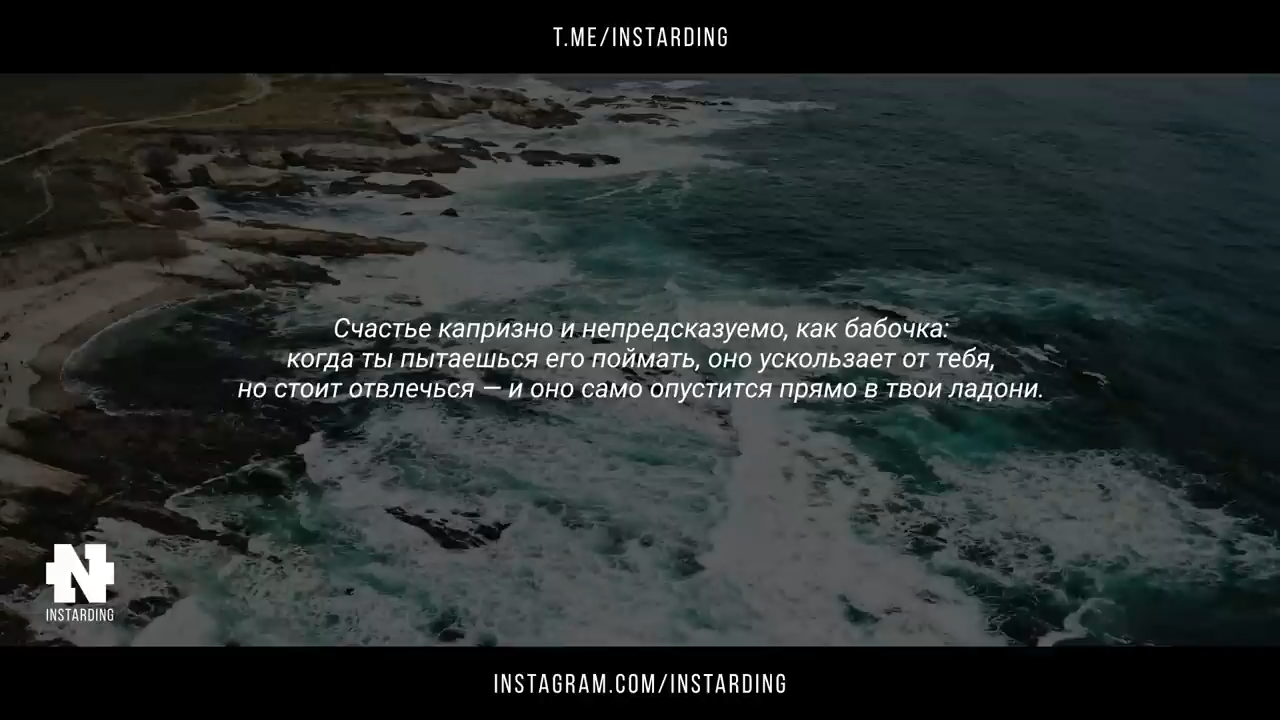 T.ME/INSTARDING
Счастье капризно и непредсказуемо, как бабочка:
когда ты пытаешься его поймать, оно ускользает от тебя,
но стоит отвлечься — и оно само опустится прямо в твои ладони.
N
INSTARDING
INSTAGRAM.COM/INSTARDING